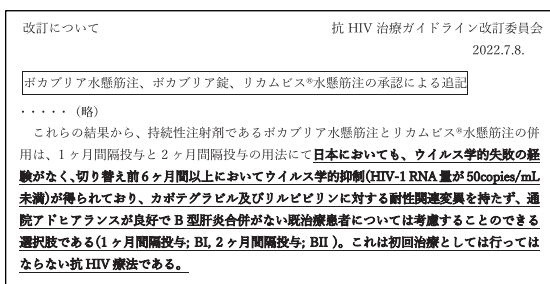 改訂について 抗 HIV 治療ガイドライン改訂委員会
2022.7.8.
ボカブリア水懸筋注、ボカブリア錠、リカムビス®水懸筋注の承認による追記
・・・・・（略）
これらの結果から、持続性注射剤であるボカブリア水懸筋注とリカムビス®水懸筋注の併
用は、1ヶ月間隔投与と2ヶ月間隔投与の用法にて日本においても、ウイルス学的失敗の経
験がなく、切り替え前6ヶ月間以上においてウイルス学的抑制(HIV-1 RNA量が50copies/mL
未満)が得られており、カボテグラビル及びリルピビリンに対する耐性関連変異を持たず、通
院アドヒアランスが良好でB型肝炎合併がない既治療患者については考慮することのできる
選択肢である(1ヶ月間隔投与; BI, 2ヶ月間隔投与; BII )。これは初回治療としては行っては
ならない抗HIV療法である。